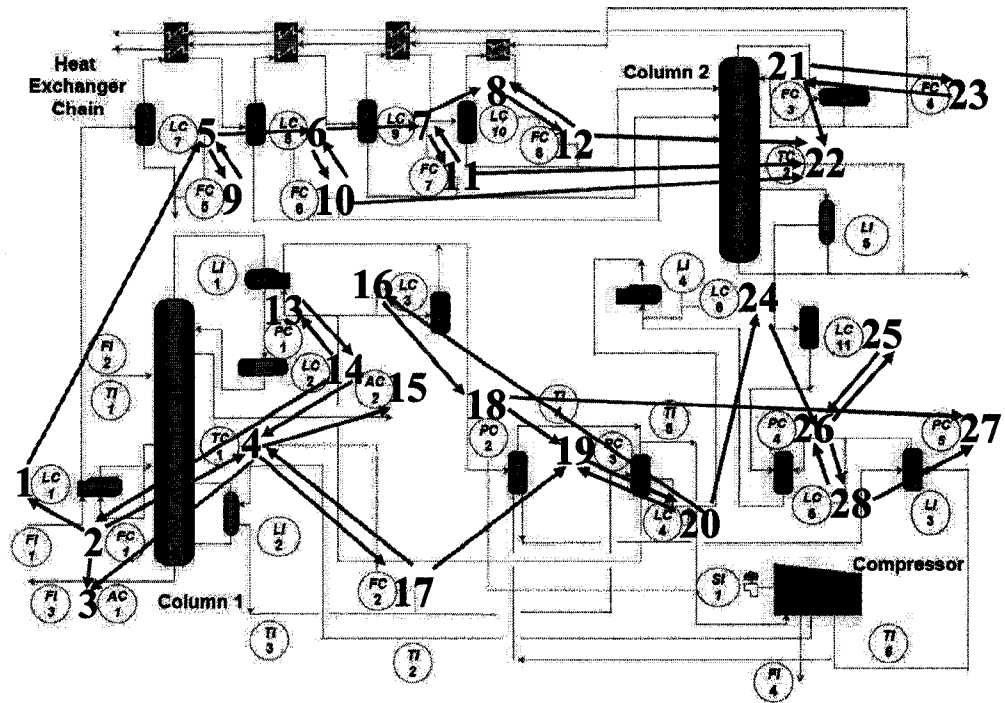 Heat
Exchanger
Chain
Column 2
21
FC
3
FC
4
23
8
LC
7
5
LC
8
6
LC
9
7
LC
10
FC
8
12
TC
2
22
FC
5
9
FC
6
10
FC
7
11
LI
5
LI
1
16
LC
3
LI
4
LC
6
24
13
PC
1
LC
2
14
AC
2
15
LC
11
25
FI
2
TI
1
18
TI
TI
5
PC
2
PC
3
19
PC
4
26
PC
5
27
TC
1
4
1
LC
1
2
FC
1
LC
4
20
LC
5
28
LI
3
FI
1
LI
2
FI
3
3
AC
1
Column 1
FC
2
17
SI
1
Compressor
TI
3
TI
2
TI
6
FI
4